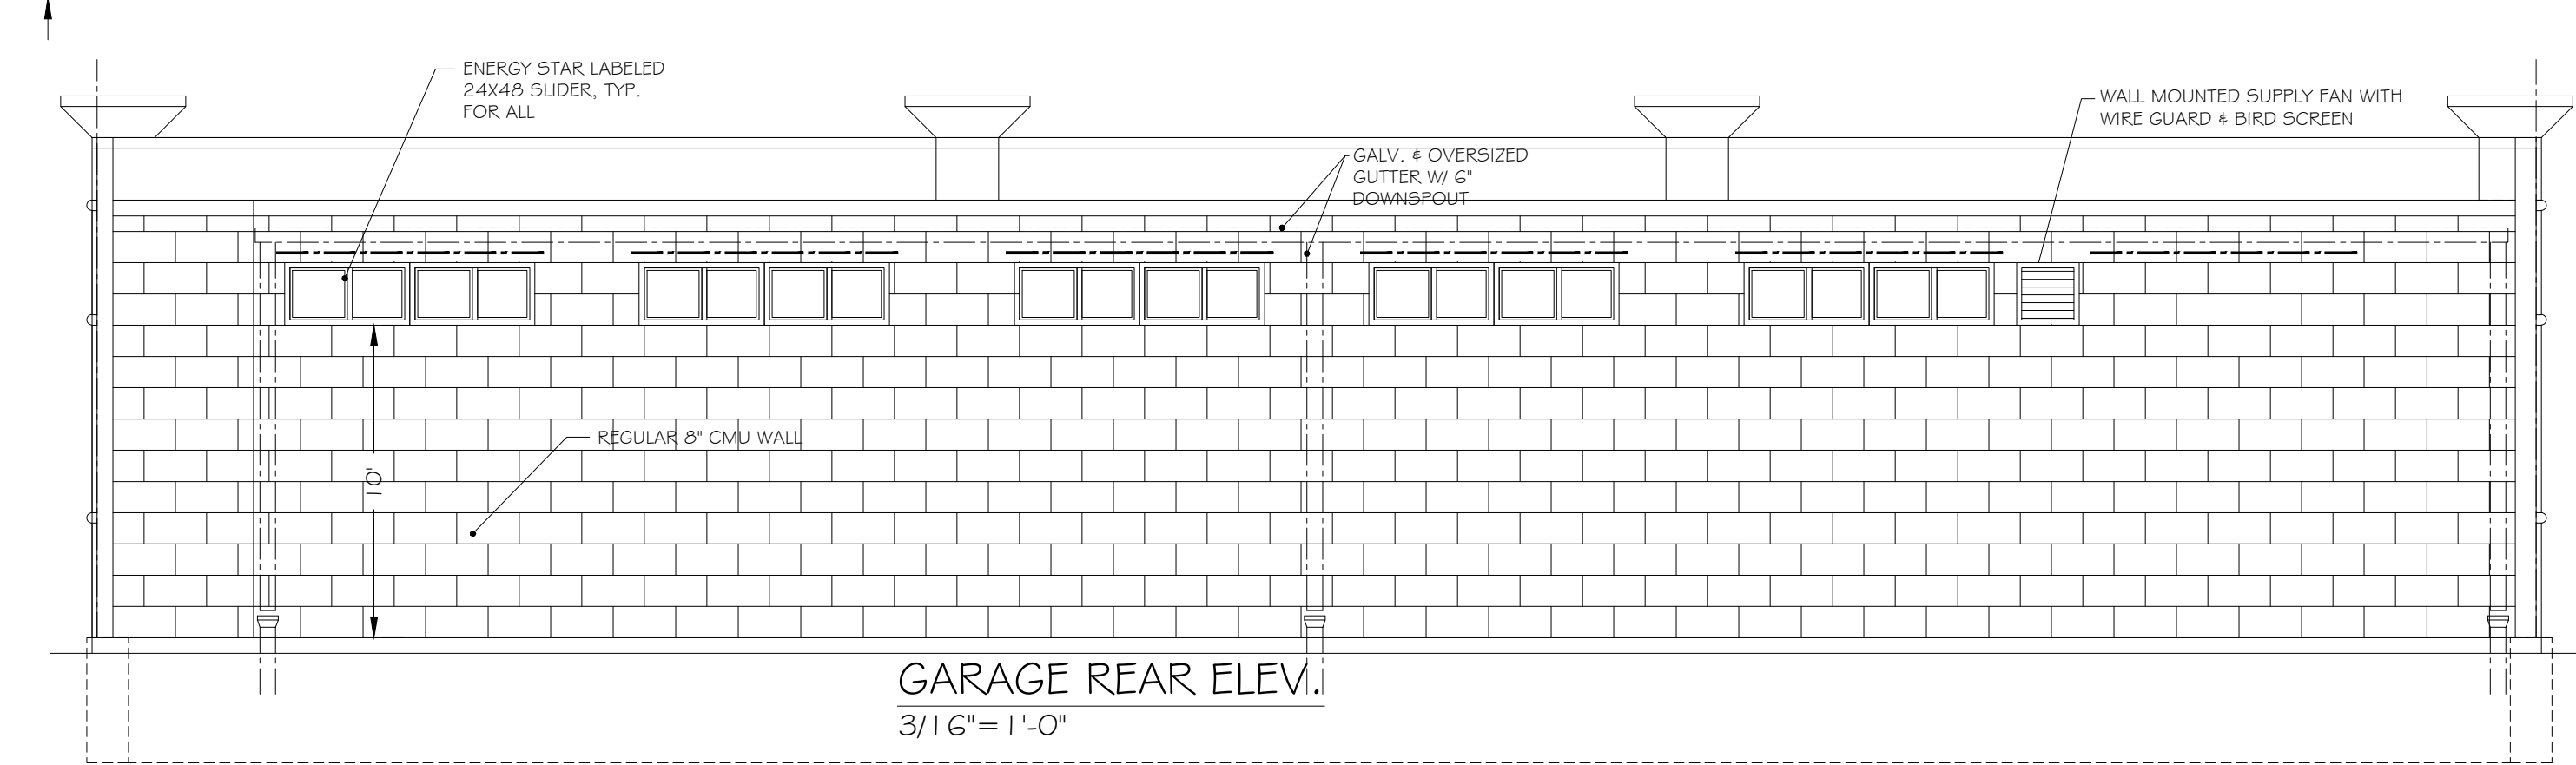 ENERGY STAR LABELED
24X48 SLIDER, TYP.
FOR ALL
WALL MOUNTED SUPPLY FAN WITH
WIRE GUARD & BIRD SCREEN
GALV. & OVERSIZED
GUTTER W/ 6"
DOWNSPOUT
REGULAR 8" CMU WALL
10'
GARAGE REAR ELEV.
3/16"=1'-0"